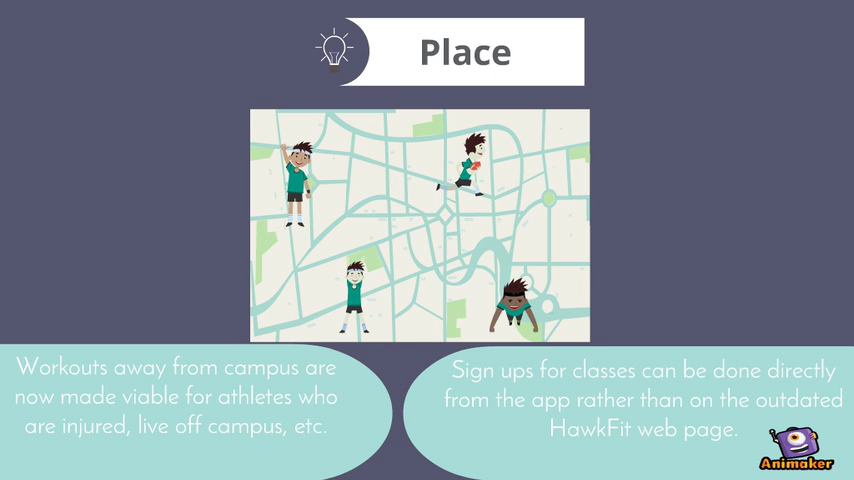 Place
Workouts away from campus are
now made viable for athletes who
are injured, live off campus, etc.
Sign ups for classes can be done directly
from the app rather than on the outdated
HawkFit web page.
Animaker